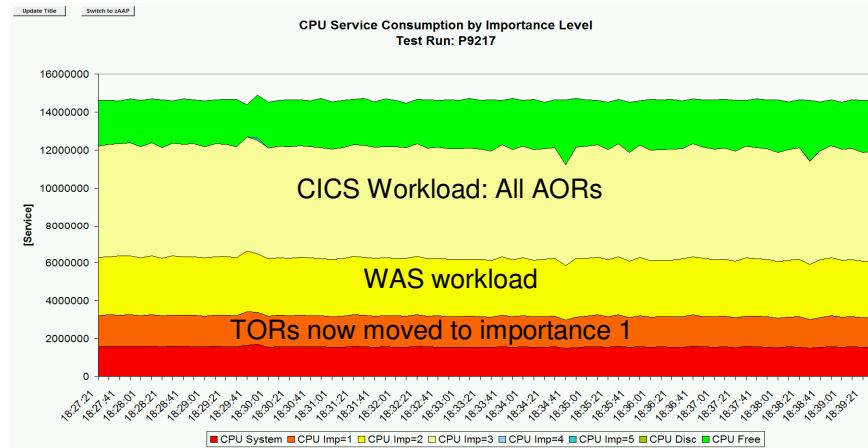 Update Title Switch to zAAP
CPU Service Consumption by Importance Level
Test Run: P9217
[Service]
16000000
14000000
12000000
10000000
8000000
6000000
4000000
2000000
0
CICS Workload: All AORs
WAS workload
TORs now moved to importance 1
18:27:21 18:27:41 18:28:01 18:28:21 18:28:41 18:29:01 18:29:21 18:29:41 18:30:01 18:30:21 18:30:41 18:31:01 18:31:21 18:31:41 18:32:01 18:32:21 18:32:41 18:33:01 18:33:21 18:33:41 18:34:01 18:34:21 18:34:41 18:35:01 18:35:21 18:35:41 18:36:01 18:36:21 18:36:41 18:37:01 18:37:21 18:37:41 18:38:01 18:38:21 18:38:41 18:39:01 18:39:21
CPU System CPU Imp=1 CPU Imp=2 CPU Imp=3 CPU Imp=4 CPU Imp=5 CPU Disc CPU Free